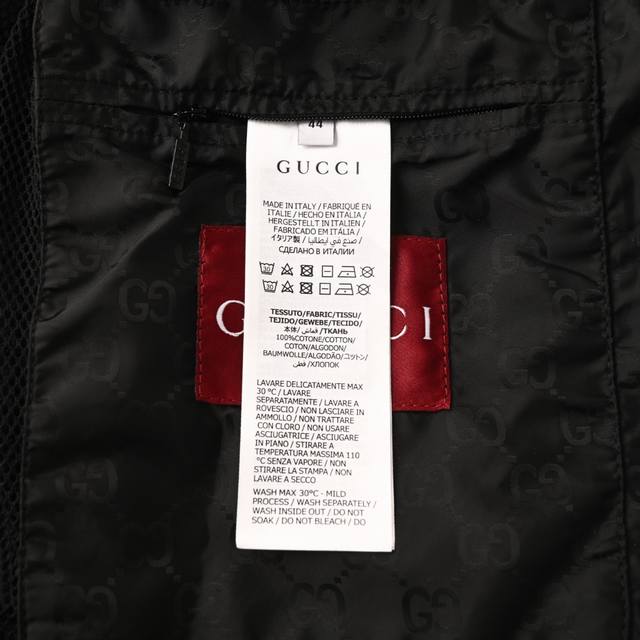 44
GUCCI
MADE IN ITALY / FABRIQUÉ EN
ITALIE / HECHO EN ITALIA /
HERGESTELLT IN ITALIEN /
FABRICADO EM ITÁLIA /
イタリア製 / صنع في ايطاليا /
СДЕЛАНО В ИТАЛИИ
30
30
TESSUTO/FABRIC/TISSU/
TEJIDO/GEWEBE/TECIDO/
本体/ قماش /ТКАНЬ
100%COTONE/COTTON/
COTON/ALGODON/
BAUMWOLLE/ALGODÃO/コットン/
قطن/ХЛОПОК
LAVARE DELICATAMENTE MAX
30 °C / LAVARE
SEPARATAMENTE / LAVARE A
ROVESCIO / NON LASCIARE IN
AMMOLLO / NON TRATTARE
CON CLORO / NON USARE
ASCIUGATRICE / ASCIUGARE
IN PIANO / STIRARE A
TEMPERATURA MASSIMA 110
°C SENZA VAPORE / NON
STIRARE LA STAMPA / NON
LAVARE A SECCO
WASH MAX 30°C - MILD
PROCESS / WASH SEPARATELY /
WASH INSIDE OUT / DO NOT
SOAK / DO NOT BLEACH / DO
G CI